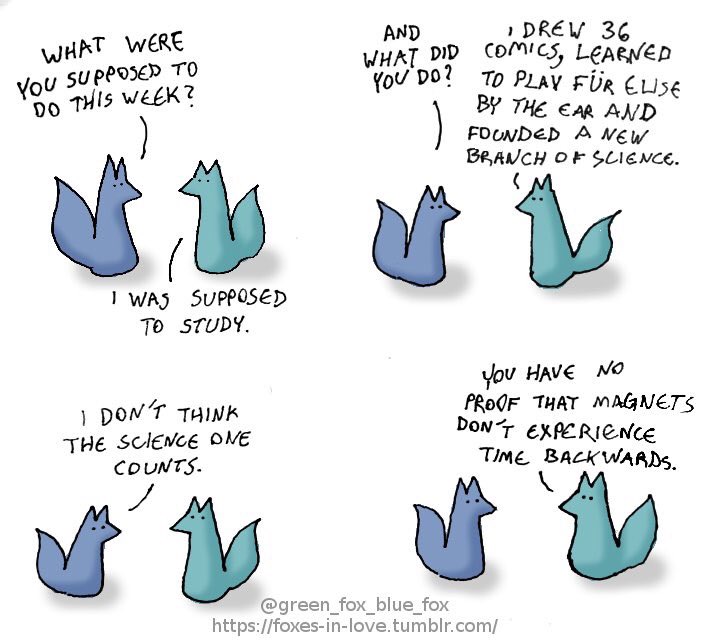 WHAT WERE
YOU SUPPOSED TO
DO THIS WEEK?
I WAS SUPPOSED
TO STUDY.
AND
WHAT DID
YOU DO?
I DREW 36
COMICS, LEARNED
TO PLAY FÜR ELISE
BY THE EAR AND
FOUNDED A NEW
BRANCH OF SCIENCE.
I DON'T THINK
THE SCIENCE ONE
COUNTS.
YOU HAVE NO
PROOF THAT MAGNETS
DON'T EXPERIENCE
TIME BACKWARDS.
@green_fox_blue_fox
https://foxes-in-love.tumblr.com/